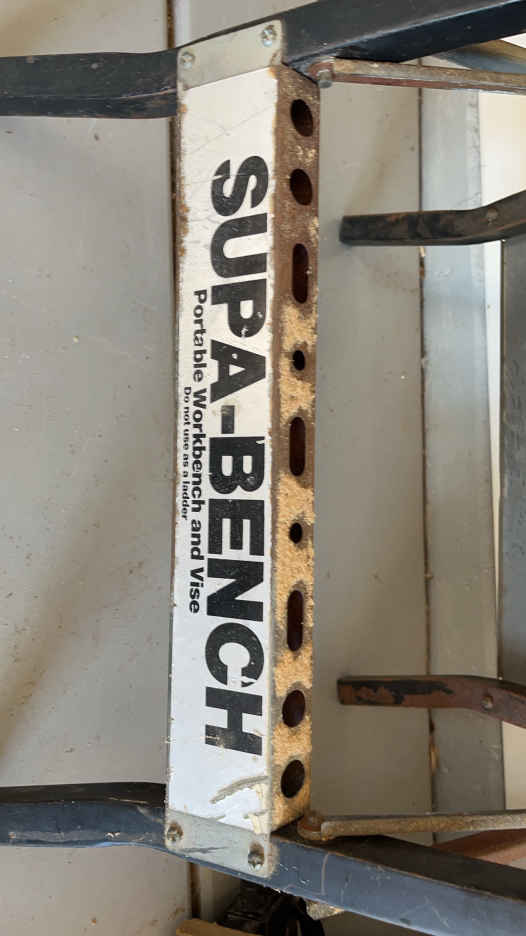 SUPA-BENCH
Portable Workbench and Vise
Do not use as a ladder